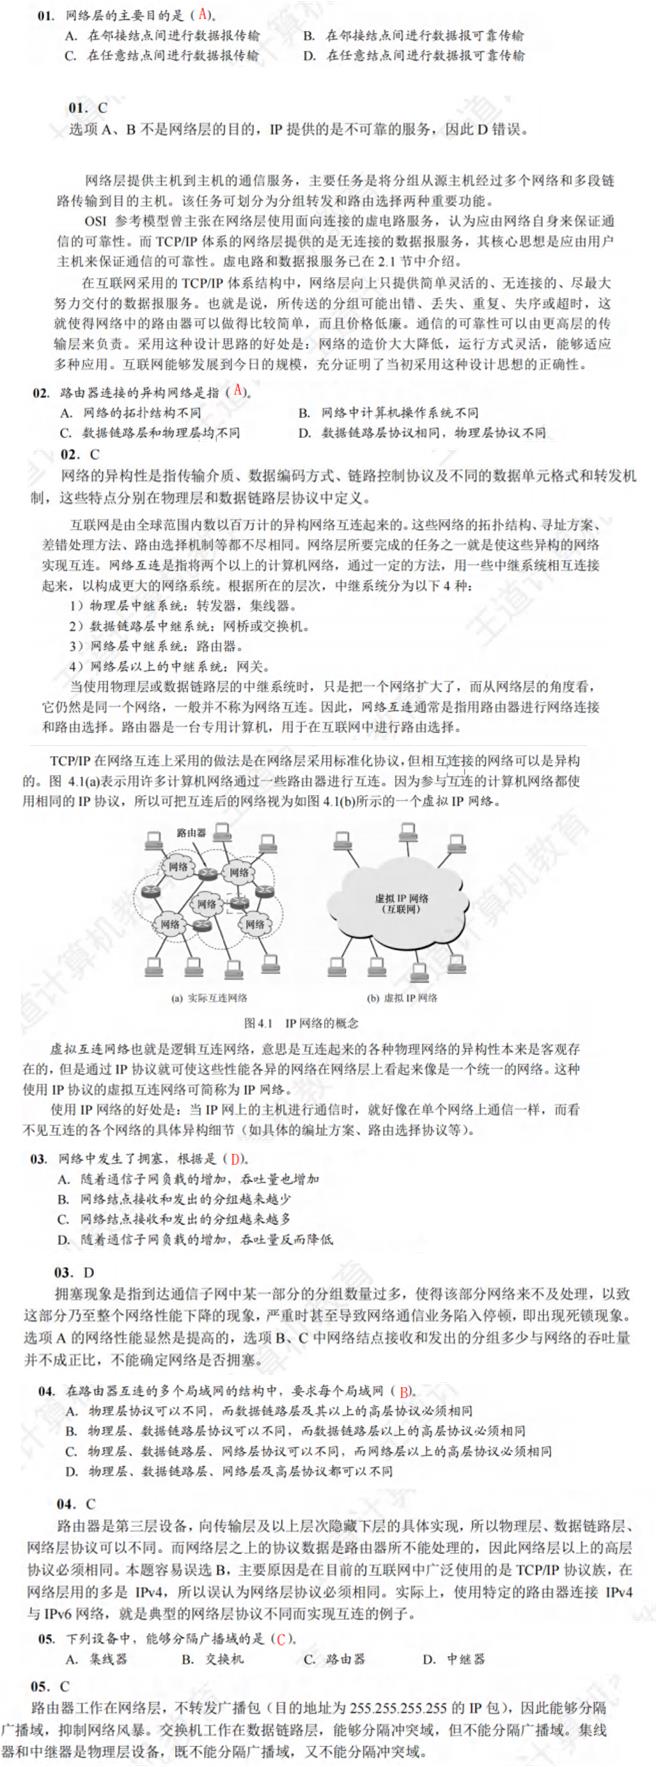 01. 网络层的主要目的是(A)。
A. 在邻接结点间进行数据报传输 B. 在邻接结点间进行数据报可靠传输
C. 在任意结点间进行数据报传输 D. 在任意结点间进行数据报可靠传输
01. C
选项 A、B 不是网络层的目的，IP 提供的是不可靠的服务，因此 D 错误。
网络层提供主机到主机的通信服务，主要任务是将分组从源主机经过多个网络和多段链
路传输到目的主机。该任务可划分为分组转发和路由选择两种重要功能。
OSI 参考模型曾主张在网络层使用面向连接的虚电路服务，认为应由网络自身来保证通
信的可靠性。而 TCP/IP 体系的网络层提供的是无连接的数据报服务，其核心思想是应由用户
主机来保证通信的可靠性。虚电路和数据报服务已在 2.1 节中介绍。
在互联网采用的 TCP/IP 体系结构中，网络层向上只提供简单灵活的、无连接的、尽最大
努力交付的数据报服务。也就是说，所传送的分组可能出错、丢失、重复、失序或超时，这
就使得网络中的路由器可以做得比较简单，而且价格低廉。通信的可靠性可以由更高层的传
输层来负责。采用这种设计思路的好处是：网络的造价大大降低，运行方式灵活，能够适应
多种应用。互联网能够发展到今日的规模，充分证明了当初采用这种设计思想的正确性。
02. 路由器连接的异构网络是指(A)。
A. 网络的拓扑结构不同 B. 网络中计算机操作系统不同
C. 数据链路层和物理层均不同 D. 数据链路层协议相同，物理层协议不同
02. C
网络的异构性是指传输介质、数据编码方式、链路控制协议及不同的数据单元格式和转发机
制，这些特点分别在物理层和数据链路层协议中定义。
互联网是由全球范围内数以百万计的异构网络互连起来的。这些网络的拓扑结构、寻址方案、
差错处理方法、路由选择机制等都不尽相同。网络层所要完成的任务之一就是使这些异构的网络
实现互连。网络互连是指将两个以上的计算机网络，通过一定的方法，用一些中继系统相互连接
起来，以构成更大的网络系统。根据所在的层次，中继系统分为以下 4 种：
1）物理层中继系统：转发器，集线器。
2）数据链路层中继系统：网桥或交换机。
3）网络层中继系统：路由器。
4）网络层以上的中继系统：网关。
当使用物理层或数据链路层的中继系统时，只是把一个网络扩大了，而从网络层的角度看，
它仍然是同一个网络，一般并不称为网络互连。因此，网络互连通常是指用路由器进行网络连接
和路由选择。路由器是一台专用计算机，用于在互联网中进行路由选择。
TCP/IP 在网络互连上采用的做法是在网络层采用标准化协议，但相互连接的网络可以是异构
的。图 4.1(a)表示用许多计算机网络通过一些路由器进行互连。因为参与互连的计算机网络都使
用相同的 IP 协议，所以可把互连后的网络视为如图 4.1(b)所示的一个虚拟 IP 网络。
路由器
网络
网络
网络
网络
网络
虚拟 IP 网络
（互联网）
(a) 实际互连网络 (b) 虚拟 IP 网络
图 4.1 IP 网络的概念
虚拟互连网络也就是逻辑互连网络，意思是互连起来的各种物理网络的异构性本来是客观存
在的，但是通过 IP 协议就可使这些性能各异的网络在网络层上看起来像是一个统一的网络。这种
使用 IP 协议的虚拟互连网络可简称为 IP 网络。
使用 IP 网络的好处是：当 IP 网上的主机进行通信时，就好像在单个网络上通信一样，而看
不见互连的各个网络的具体异构细节（如具体的编址方案、路由选择协议等）。
03. 网络中发生了拥塞，根据是(D)。
A. 随着通信子网负载的增加，吞吐量也增加
B. 网络结点接收和发出的分组越来越少
C. 网络结点接收和发出的分组越来越多
D. 随着通信子网负载的增加，吞吐量反而降低
03. D
拥塞现象是指到达通信子网中某一部分的分组数量过多，使得该部分网络来不及处理，以致
这部分乃至整个网络性能下降的现象，严重时甚至导致网络通信业务陷入停顿，即出现死锁现象。
选项 A 的网络性能显然是提高的，选项 B、C 中网络结点接收和发出的分组多少与网络的吞吐量
并不成正比，不能确定网络是否拥塞。
04. 在路由器互连的多个局域网的结构中，要求每个局域网(B)。
A. 物理层协议可以不同，而数据链路层及其以上的高层协议必须相同
B. 物理层、数据链路层协议可以不同，而数据链路层以上的高层协议必须相同
C. 物理层、数据链路层、网络层协议可以不同，而网络层以上的高层协议必须相同
D. 物理层、数据链路层、网络层及高层协议都可以不同
04. C
路由器是第三层设备，向传输层及以上层次隐藏下层的具体实现，所以物理层、数据链路层、
网络层协议可以不同。而网络层之上的协议数据是路由器所不能处理的，因此网络层以上的高层
协议必须相同。本题容易误选 B，主要原因是在目前的互联网中广泛使用的是 TCP/IP 协议族，在
网络层用的多是 IPv4，所以误认为网络层协议必须相同。实际上，使用特定的路由器连接 IPv4
与 IPv6 网络，就是典型的网络层协议不同而实现互连的例子。
05. 下列设备中，能够分隔广播域的是(C)。
A. 集线器 B. 交换机 C. 路由器 D. 中继器
05. C
路由器工作在网络层，不转发广播包（目的地址为 255.255.255.255 的 IP 包），因此能够分隔
广播域，抑制网络风暴。交换机工作在数据链路层，能够分隔冲突域，但不能分隔广播域。集线
器和中继器是物理层设备，既不能分隔广播域，又不能分隔冲突域。